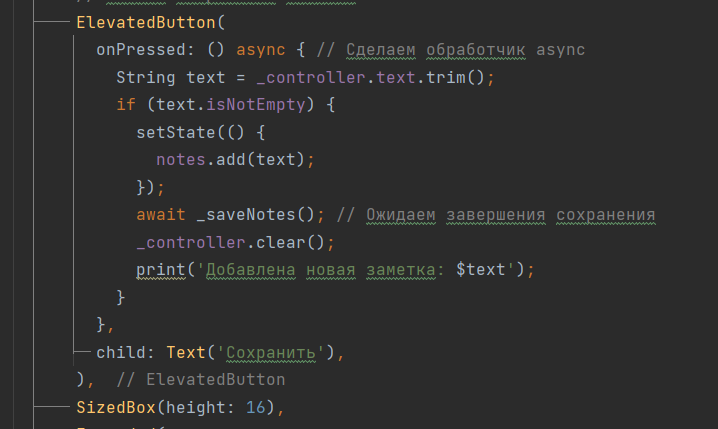 ElevatedButton(
onPressed: () async { // Сделаем обработчик async
String text = _controller.text.trim();
if (text.isNotEmpty) {
setState(() {
notes.add(text);
});
await _saveNotes(); // Ожидаем завершения сохранения
_controller.clear();
print('Добавлена новая заметка: $text');
}
},
child: Text('Сохранить'),
), // ElevatedButton
SizedBox(height: 16),